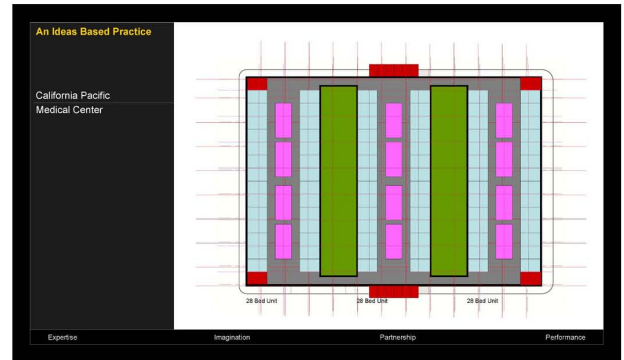 An Ideas Based Practice
California Pacific
Medical Center
28 Bed Unit
28 Bed Unit
28 Bed Unit
Expertise
Imagination
Partnership
Performance